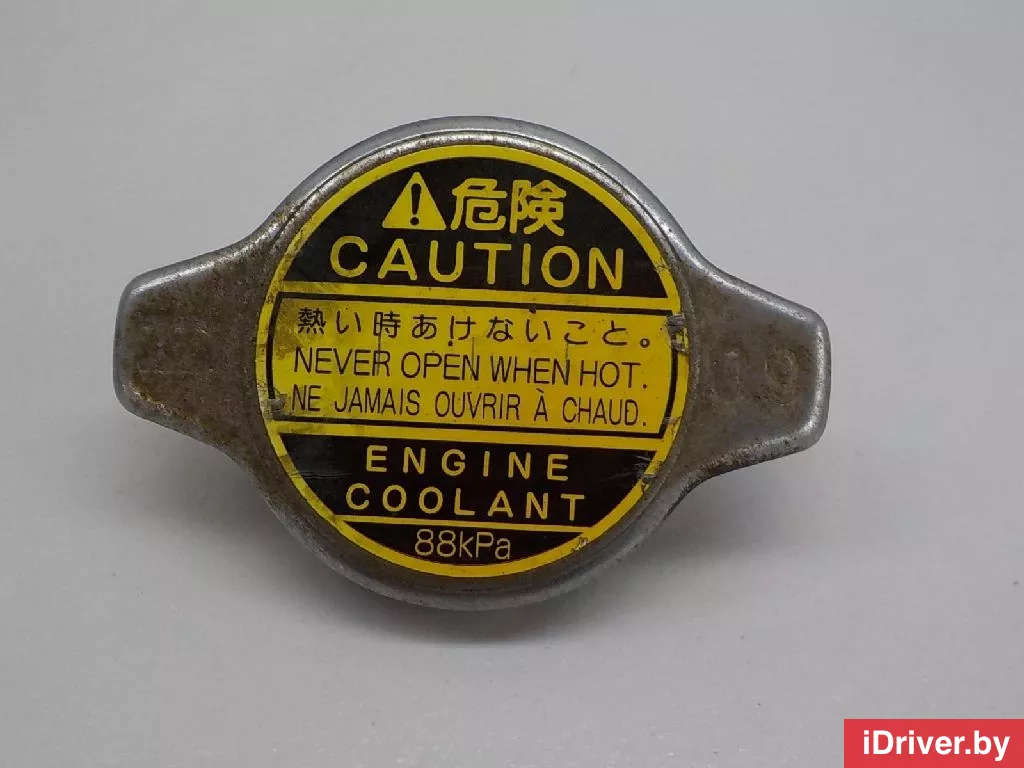 危険
CAUTION
熱い時あけないこと。
NEVER OPEN WHEN HOT.
NE JAMAIS OUVRIR À CHAUD.
ENGINE
COOLANT
88kPa
iDriver.by